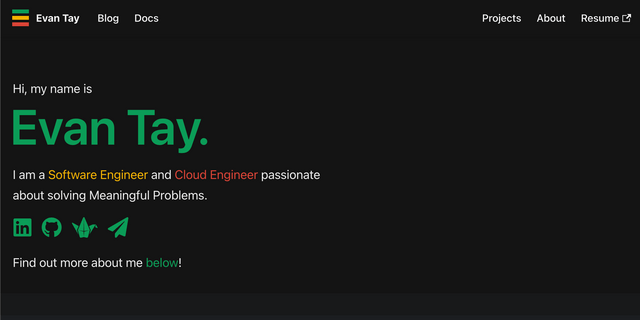 Evan Tay Blog Docs Projects About Resume
Hi, my name is
Evan Tay.
I am a Software Engineer and Cloud Engineer passionate
about solving Meaningful Problems.
in
Find out more about me below!